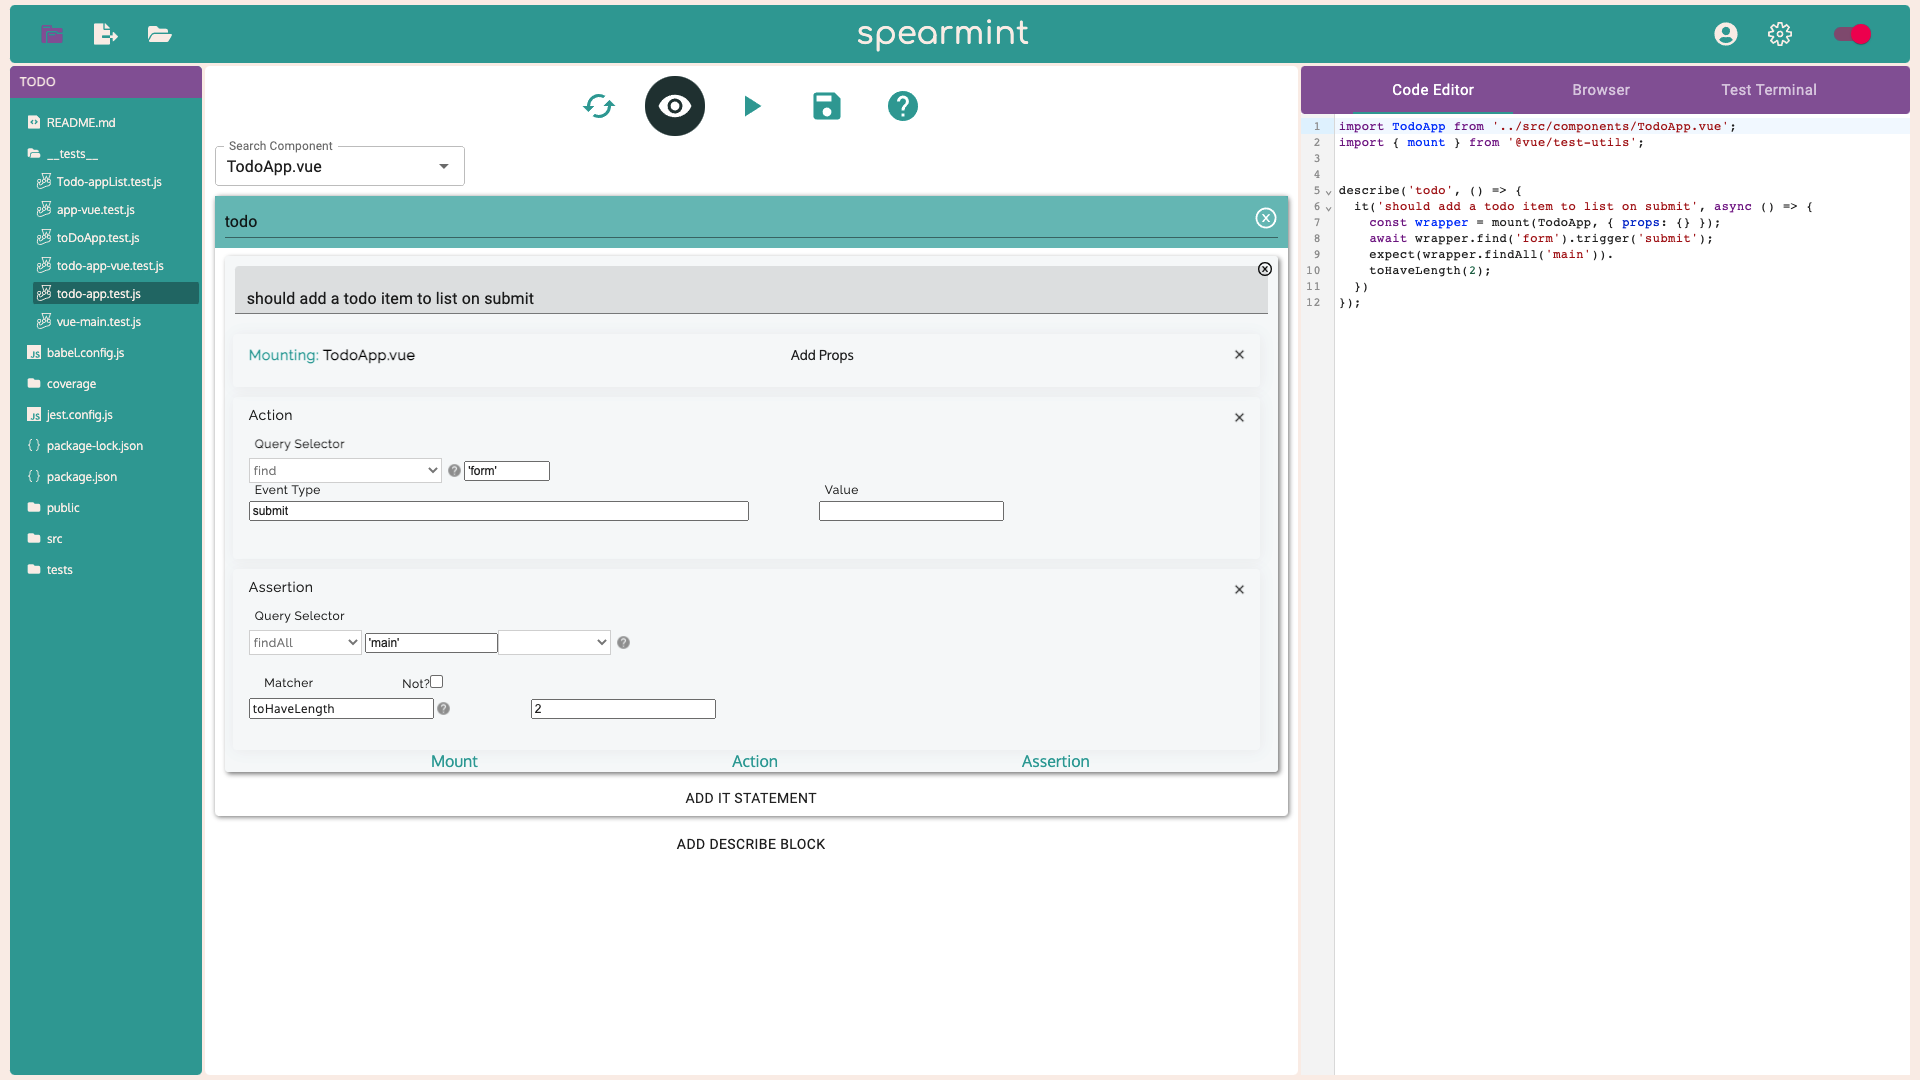 spearmint
TODO
README.md
__tests__
Todo-appList.test.js
app-vue.test.js
toDoApp.test.js
todo-app-vue.test.js
todo-app.test.js
vue-main.test.js
JS babel.config.js
coverage
JS jest.config.js
{ } package-lock.json
{ } package.json
public
src
tests
Search Component
TodoApp.vue
todo
should add a todo item to list on submit
Mounting: TodoApp.vue
Add Props
Action
Query Selector
find
'form'
Event Type
Value
submit
Assertion
Query Selector
findAll
'main'
Matcher
Not?
toHaveLength
2
Mount
Action
Assertion
ADD IT STATEMENT
ADD DESCRIBE BLOCK
Code Editor
Browser
Test Terminal
1 import TodoApp from '../src/components/TodoApp.vue';
2 import { mount } from '@vue/test-utils';
3
4
5 describe('todo', () => {
6 it('should add a todo item to list on submit', async () => {
7 const wrapper = mount(TodoApp, { props: {} });
8 await wrapper.find('form').trigger('submit');
9 expect(wrapper.findAll('main')).
10 toHaveLength(2);
11 })
12 });